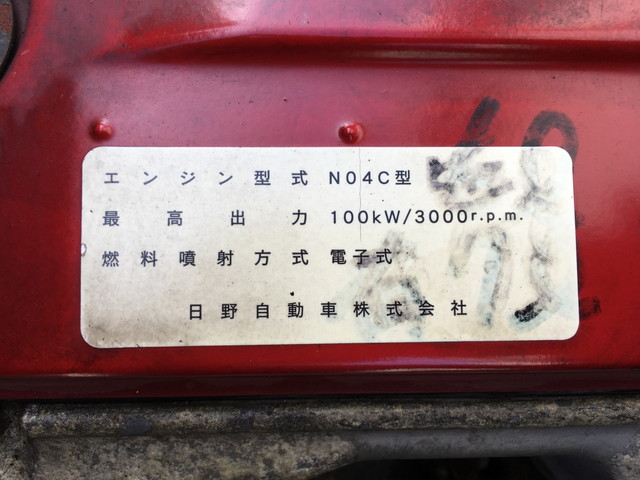 エンジン型式 N04C型
最高出力 100kW/3000r.p.m.
燃料噴射方式 電子式
日野自動車株式会社